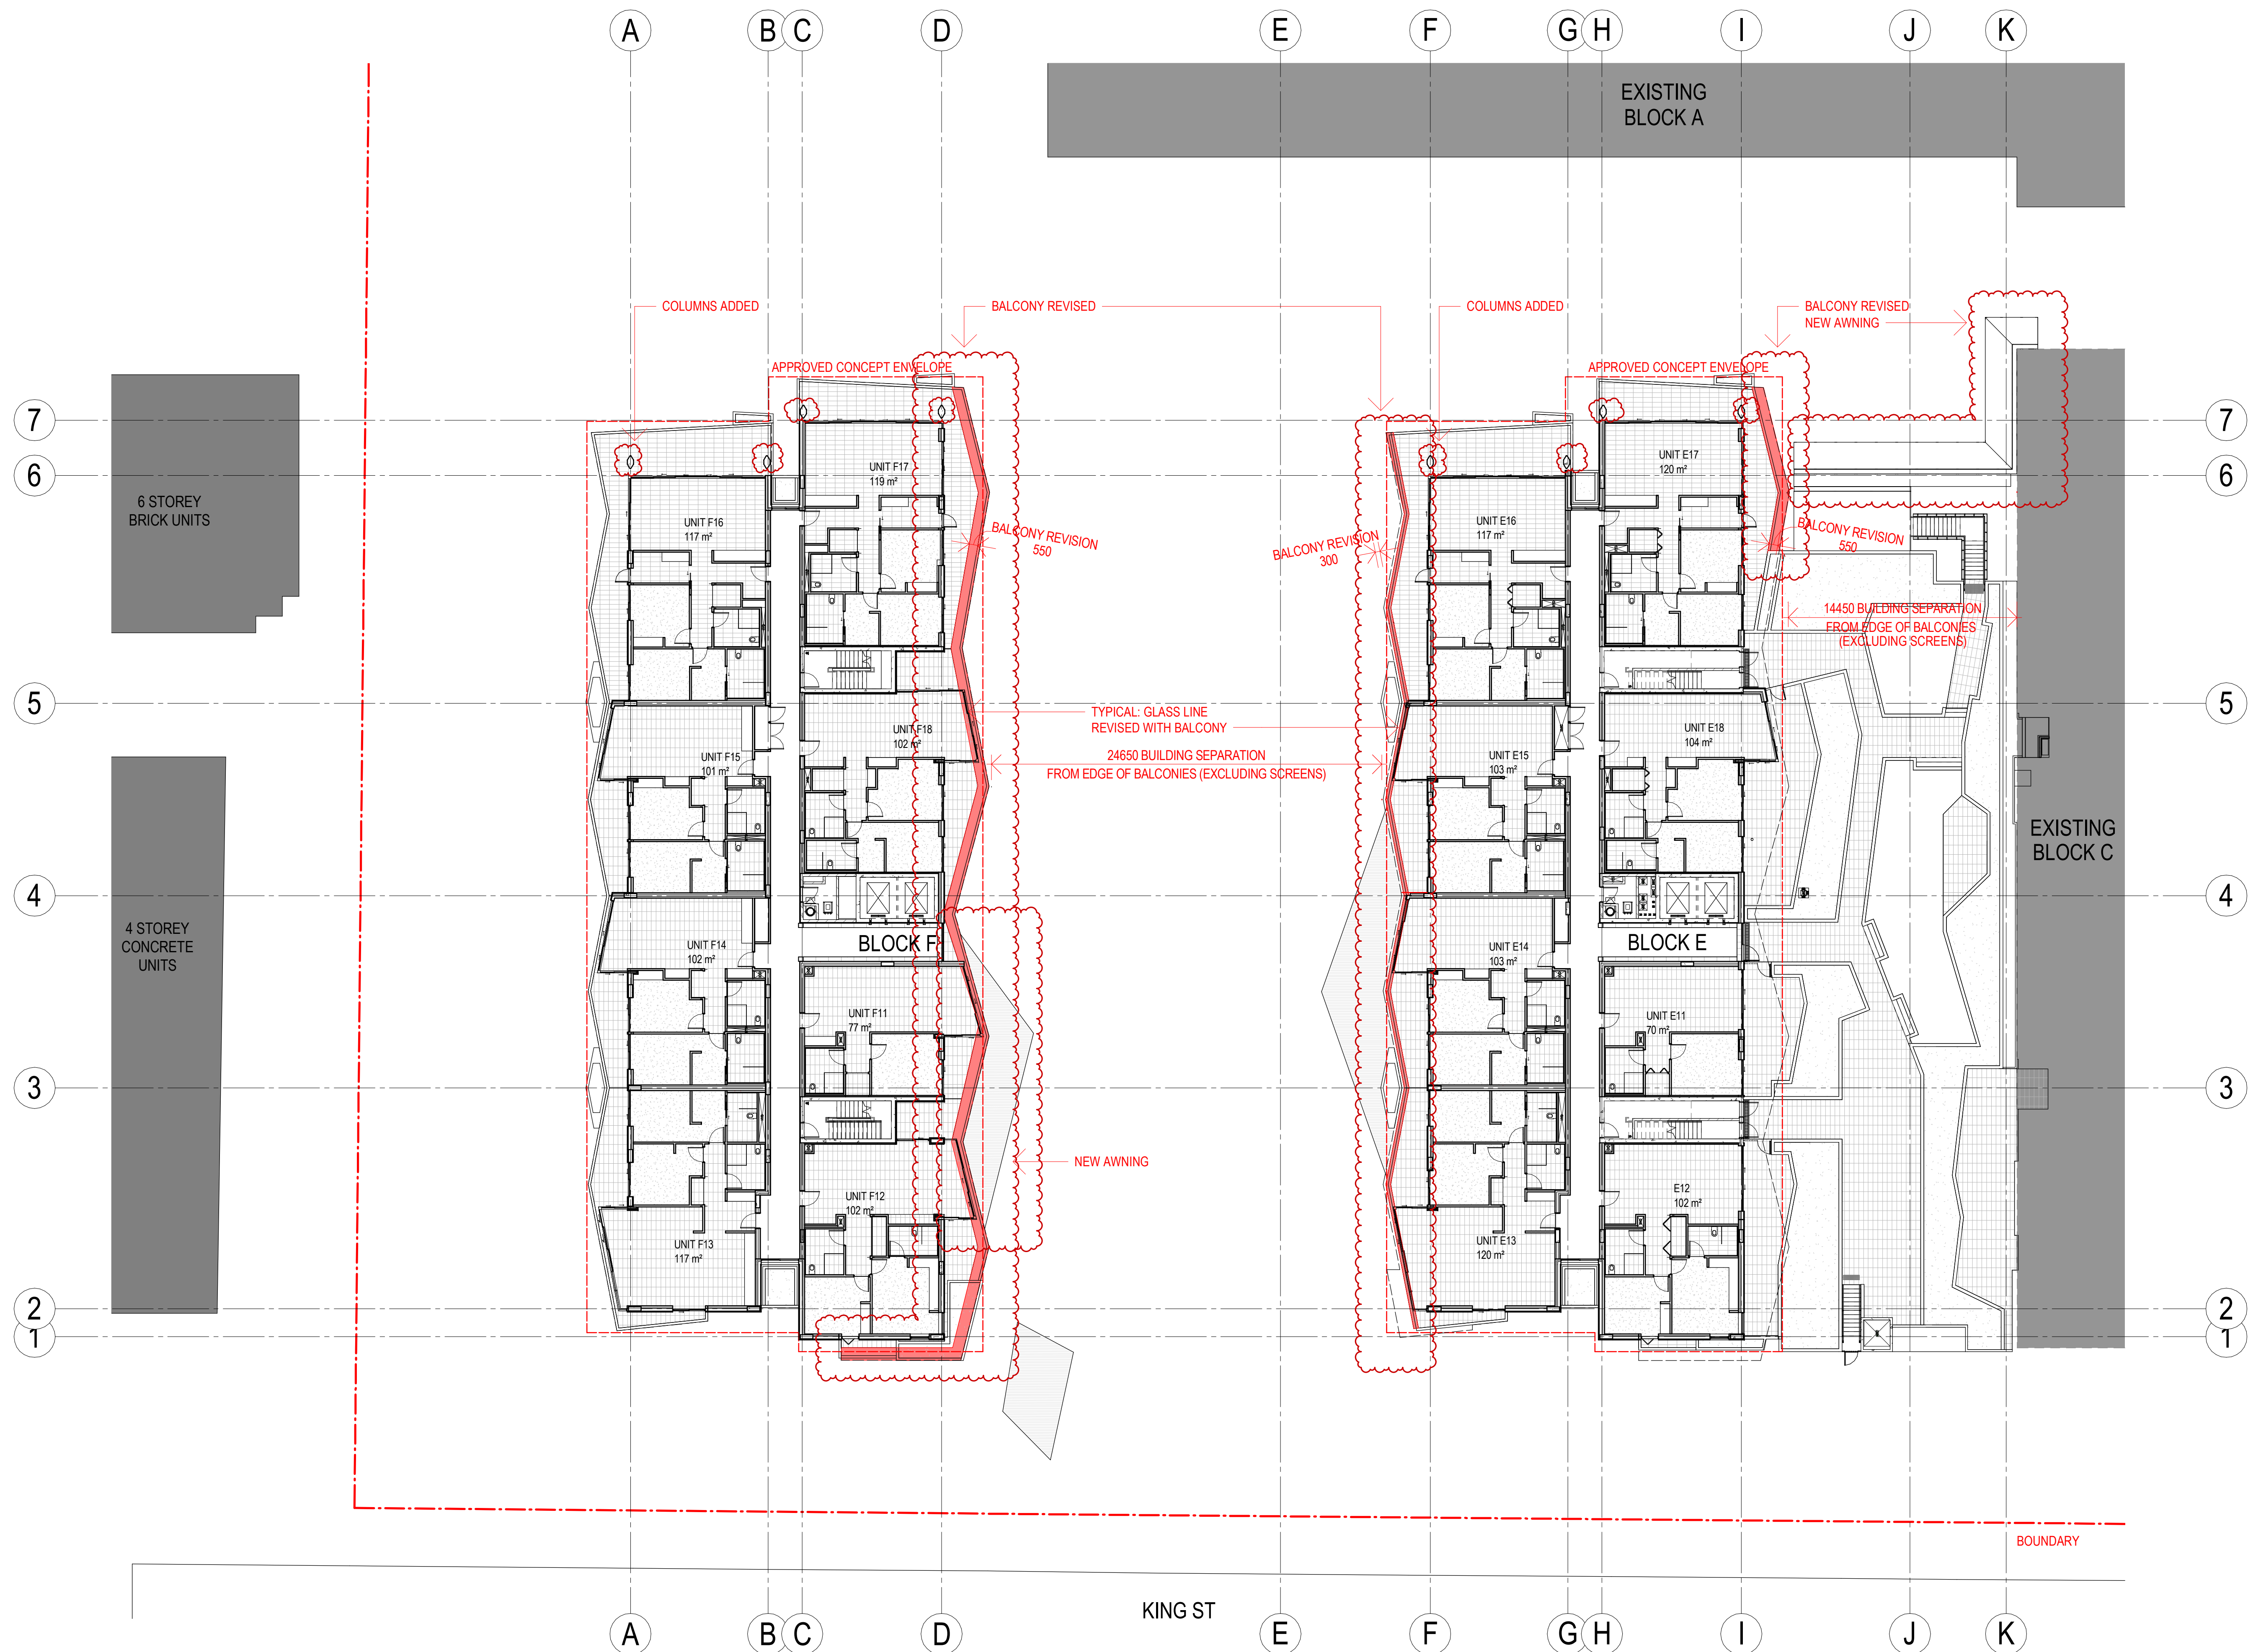 A B C D E F G H I J K
EXISTING
BLOCK A
COLUMNS ADDED
BALCONY REVISED
COLUMNS ADDED
BALCONY REVISED
NEW AWNING
APPROVED CONCEPT ENVELOPE
APPROVED CONCEPT ENVELOPE
7
7
6
6
6 STOREY
BRICK UNITS
UNIT F17
119 m²
UNIT F16
117 m²
BALCONY REVISION
550
BALCONY REVISION
300
UNIT E17
120 m²
UNIT E16
117 m²
BALCONY REVISION
550
14450 BUILDING SEPARATION
FROM EDGE OF BALCONIES
(EXCLUDING SCREENS)
5
5
TYPICAL: GLASS LINE
REVISED WITH BALCONY
24650 BUILDING SEPARATION
FROM EDGE OF BALCONIES (EXCLUDING SCREENS)
UNIT F18
102 m²
UNIT F15
101 m²
UNIT E18
104 m²
UNIT E15
103 m²
EXISTING
BLOCK C
4
4
4 STOREY
CONCRETE
UNITS
UNIT F14
102 m²
BLOCK F
UNIT E14
103 m²
BLOCK E
UNIT F11
77 m²
UNIT E11
70 m²
3
3
NEW AWNING
UNIT F12
102 m²
UNIT F13
117 m²
E12
102 m²
UNIT E13
120 m²
2
2
1
1
BOUNDARY
KING ST
A B C D E F G H I J K